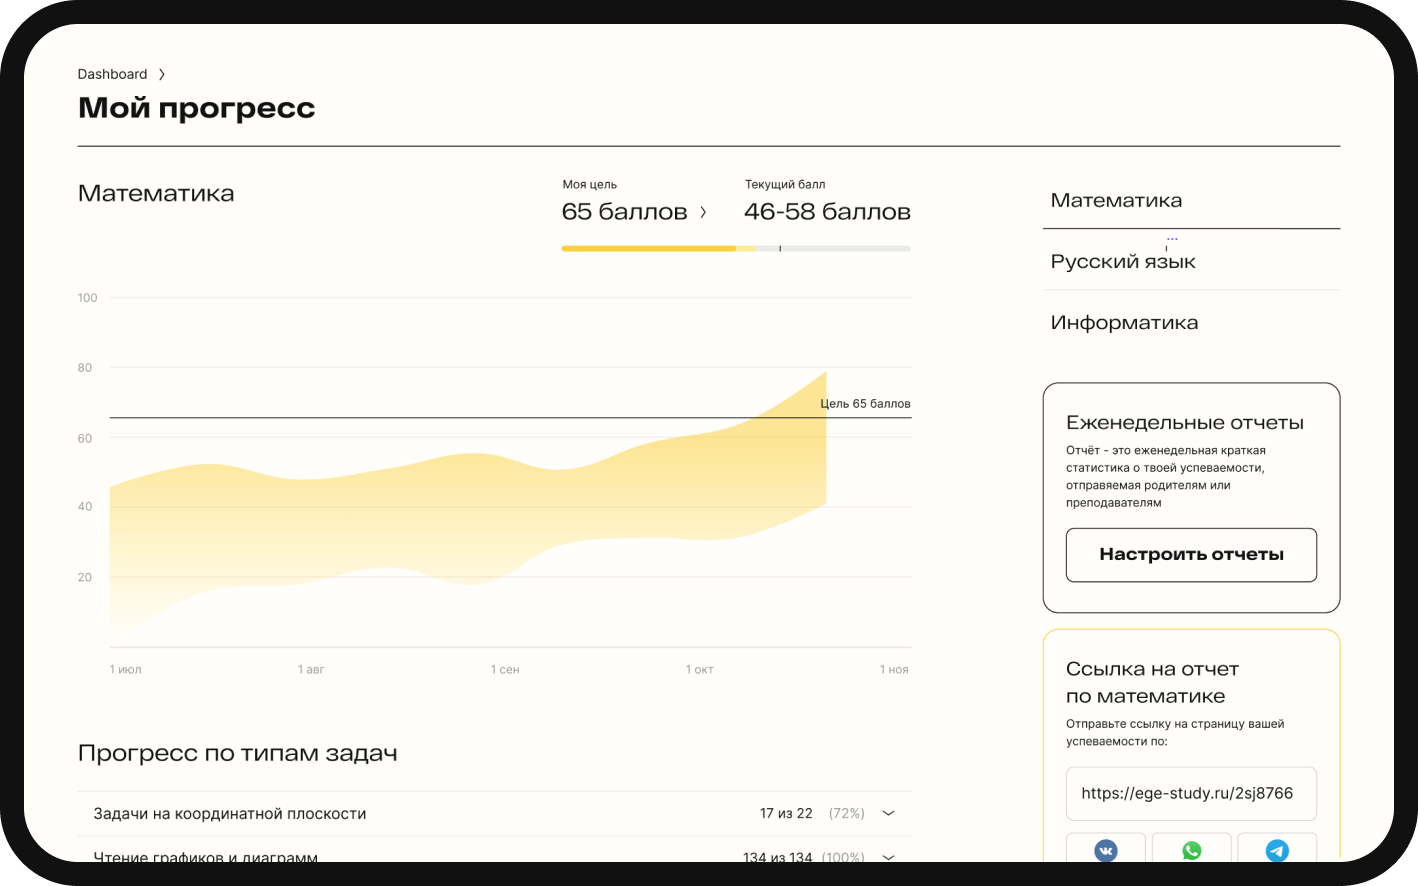 Dashboard
Мой прогресс
Математика
Моя цель
65 баллов
Текущий балл
46-58 баллов
100
80
60
40
20
Цель 65 баллов
1 июл
1 авг
1 сен
1 окт
1 ноя
Прогресс по типам задач
Задачи на координатной плоскости
17 из 22 (72%)
Чтение графиков и диаграмм
134 из 134 (100%)
Математика
...
Русский язык
Информатика
Еженедельные отчеты
Отчёт - это еженедельная краткая
статистика о твоей успеваемости,
отправяемая родителям или
преподавателям
Настроить отчеты
Ссылка на отчет
по математике
Отправьте ссылку на страницу вашей
успеваемости по:
https://ege-study.ru/2sj8766